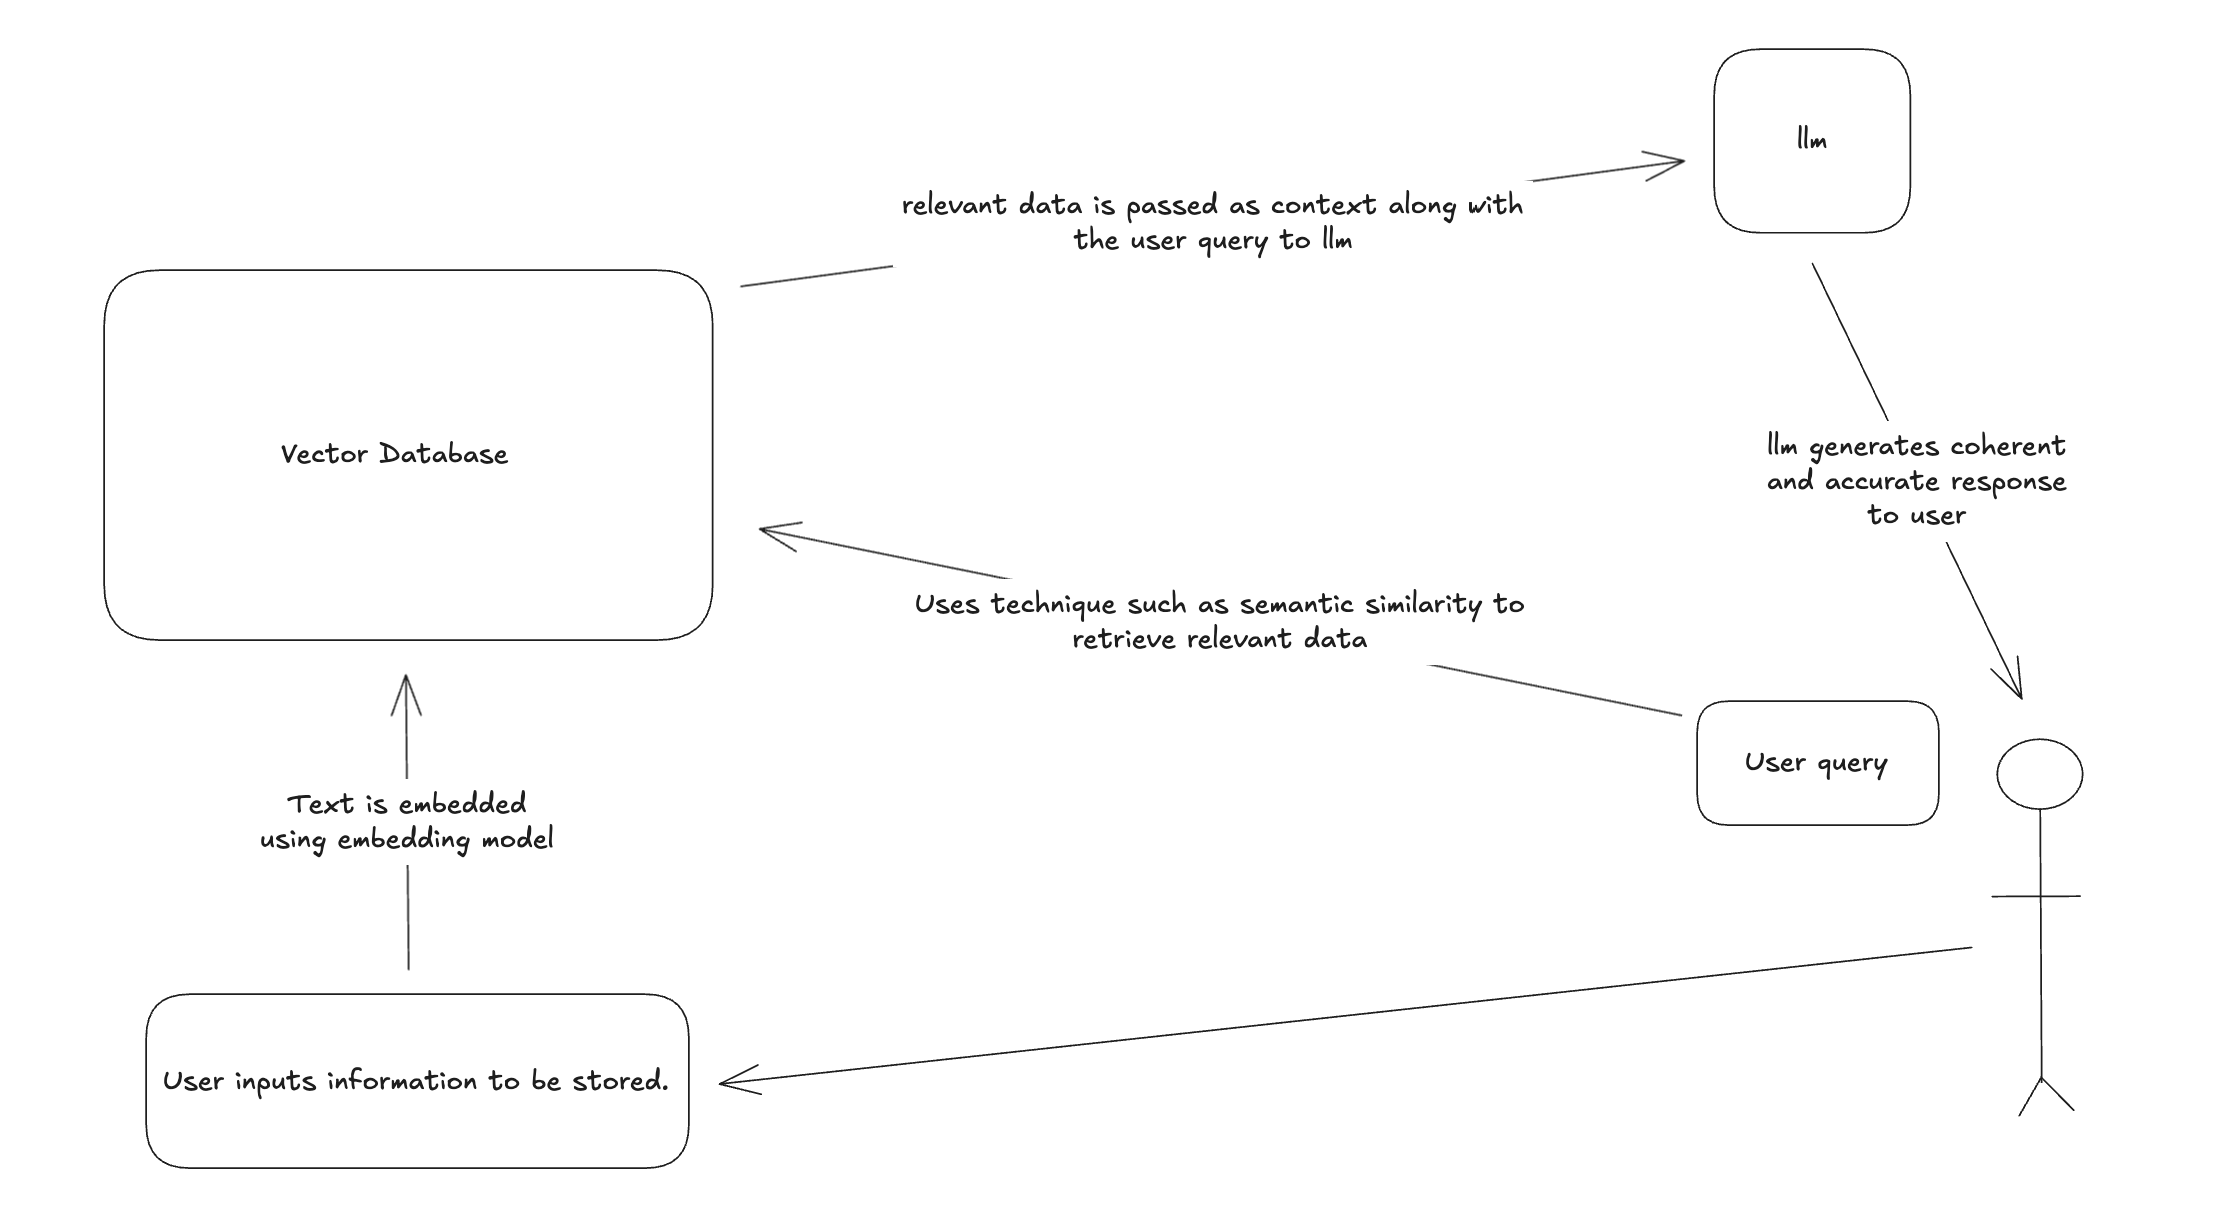 llm
relevant data is passed as context along with
the user query to llm
Vector Database
llm generates coherent
and accurate response
to user
Uses technique such as semantic similarity to
retrieve relevant data
User query
Text is embedded
using embedding model
User inputs information to be stored.